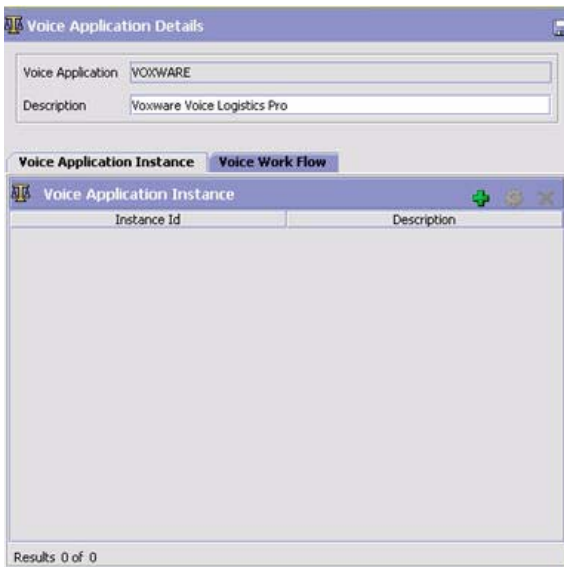 Voice Application Details
Voice Application VOXWARE
Description Voxware Voice Logistics Pro
Voice Application Instance Voice Work Flow
Voice Application Instance
Instance Id Description
Results 0 of 0